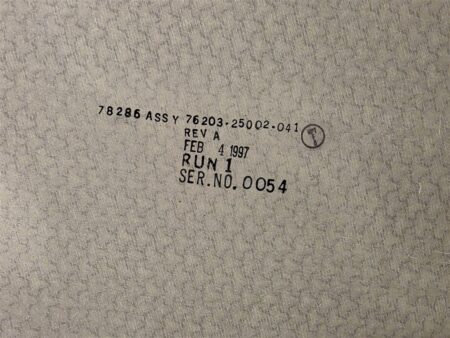 78286 ASSY 76203-25002-041
REV A
FEB 4 1997
RUN 1
SER.NO. 0054